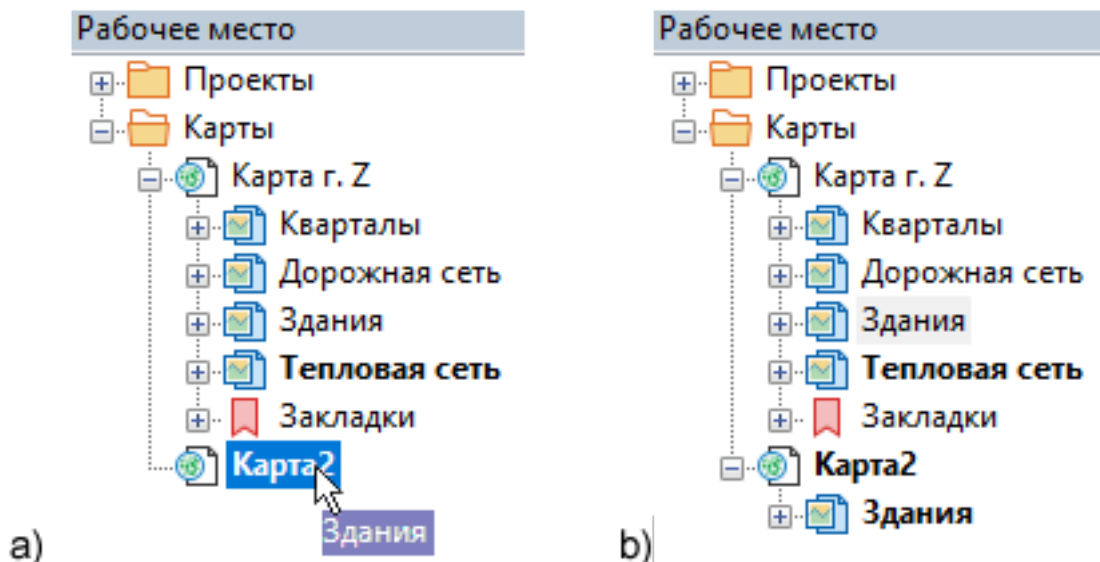 Рабочее место
Проекты
Карты
Карта г. Z
Кварталы
Дорожная сеть
Здания
Тепловая сеть
Закладки
Карта2
Здания
a)
Рабочее место
Проекты
Карты
Карта г. Z
Кварталы
Дорожная сеть
Здания
Тепловая сеть
Закладки
Карта2
Здания
b)